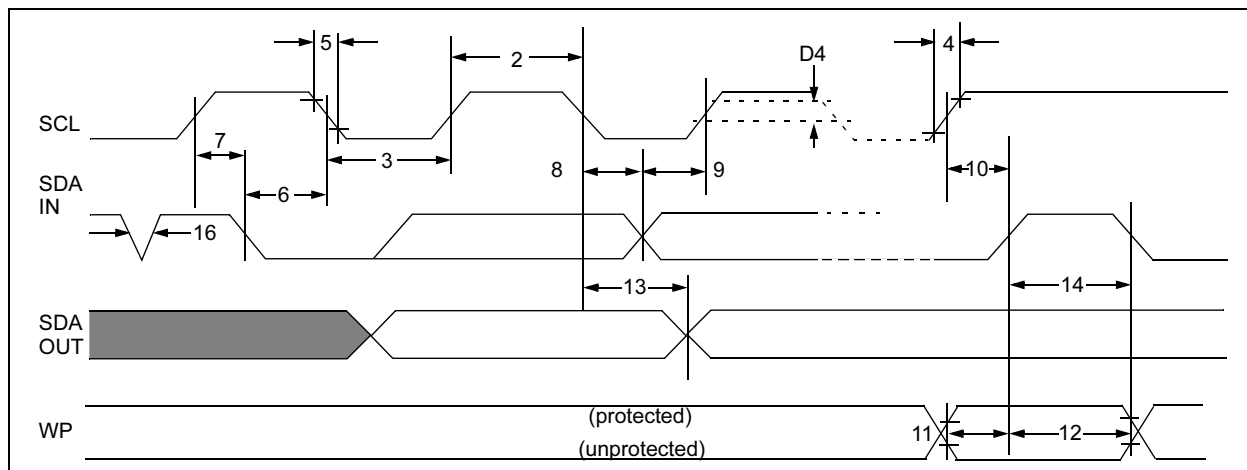 5
2
D4
4
SCL
7
3
8
9
10
SDA
IN
6
16
13
14
SDA
OUT
WP
(protected)
(unprotected)
11
12